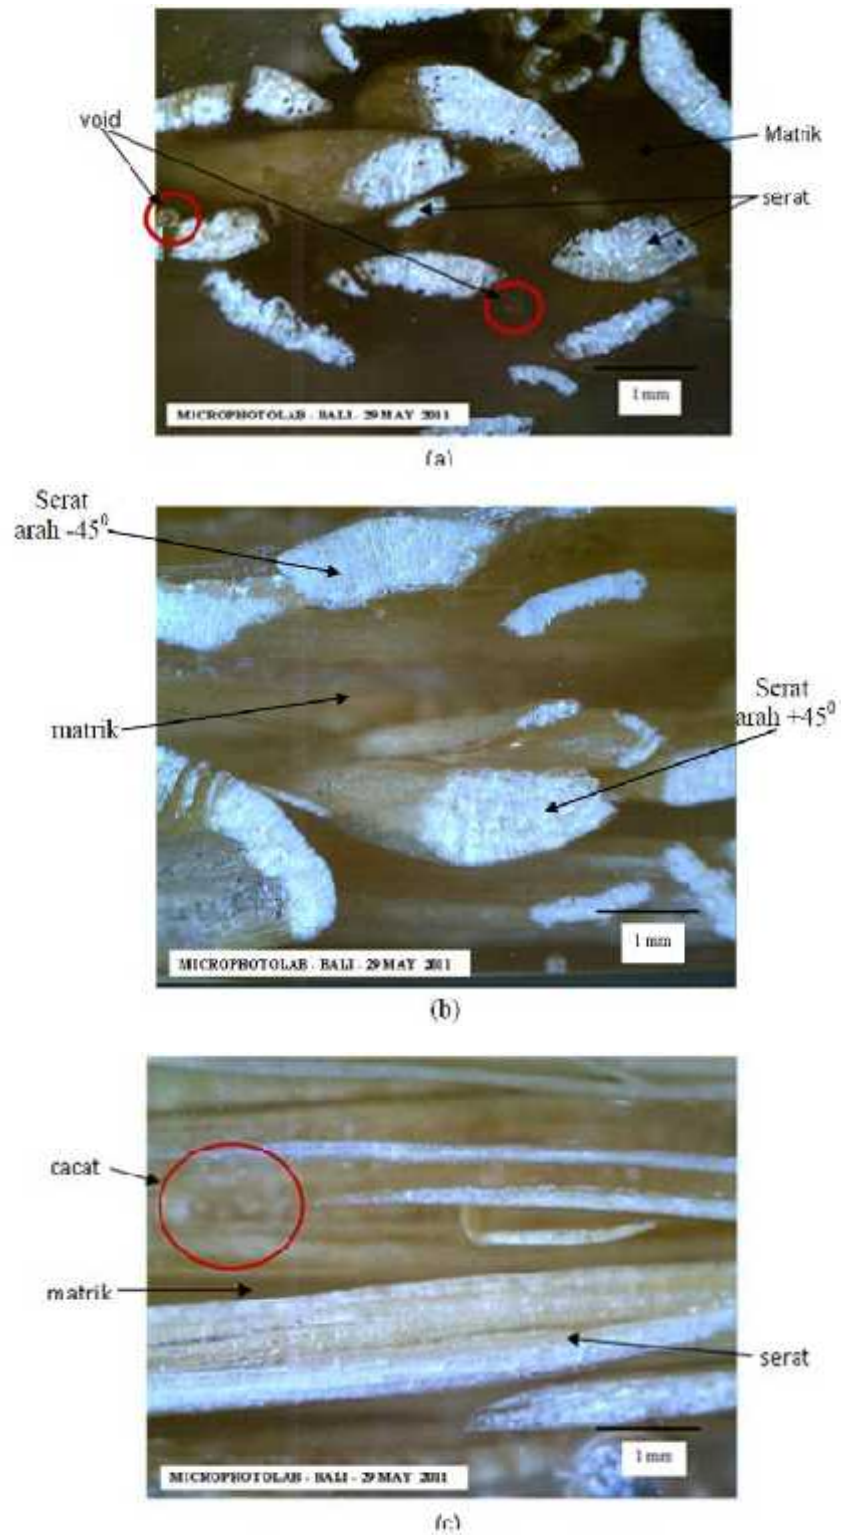 void
Matrik
serat
1 mm
MICROPHOTOLAB - BALI - 29 MAY 2011
(a)
Serat
arah -45⁰
Serat
arah +45⁰
matrik
1 mm
MICROPHOTOLAB - BALI - 29 MAY 2011
(b)
cacat
matrik
serat
1 mm
MICROPHOTOLAB - BALI - 29 MAY 2011
(c)